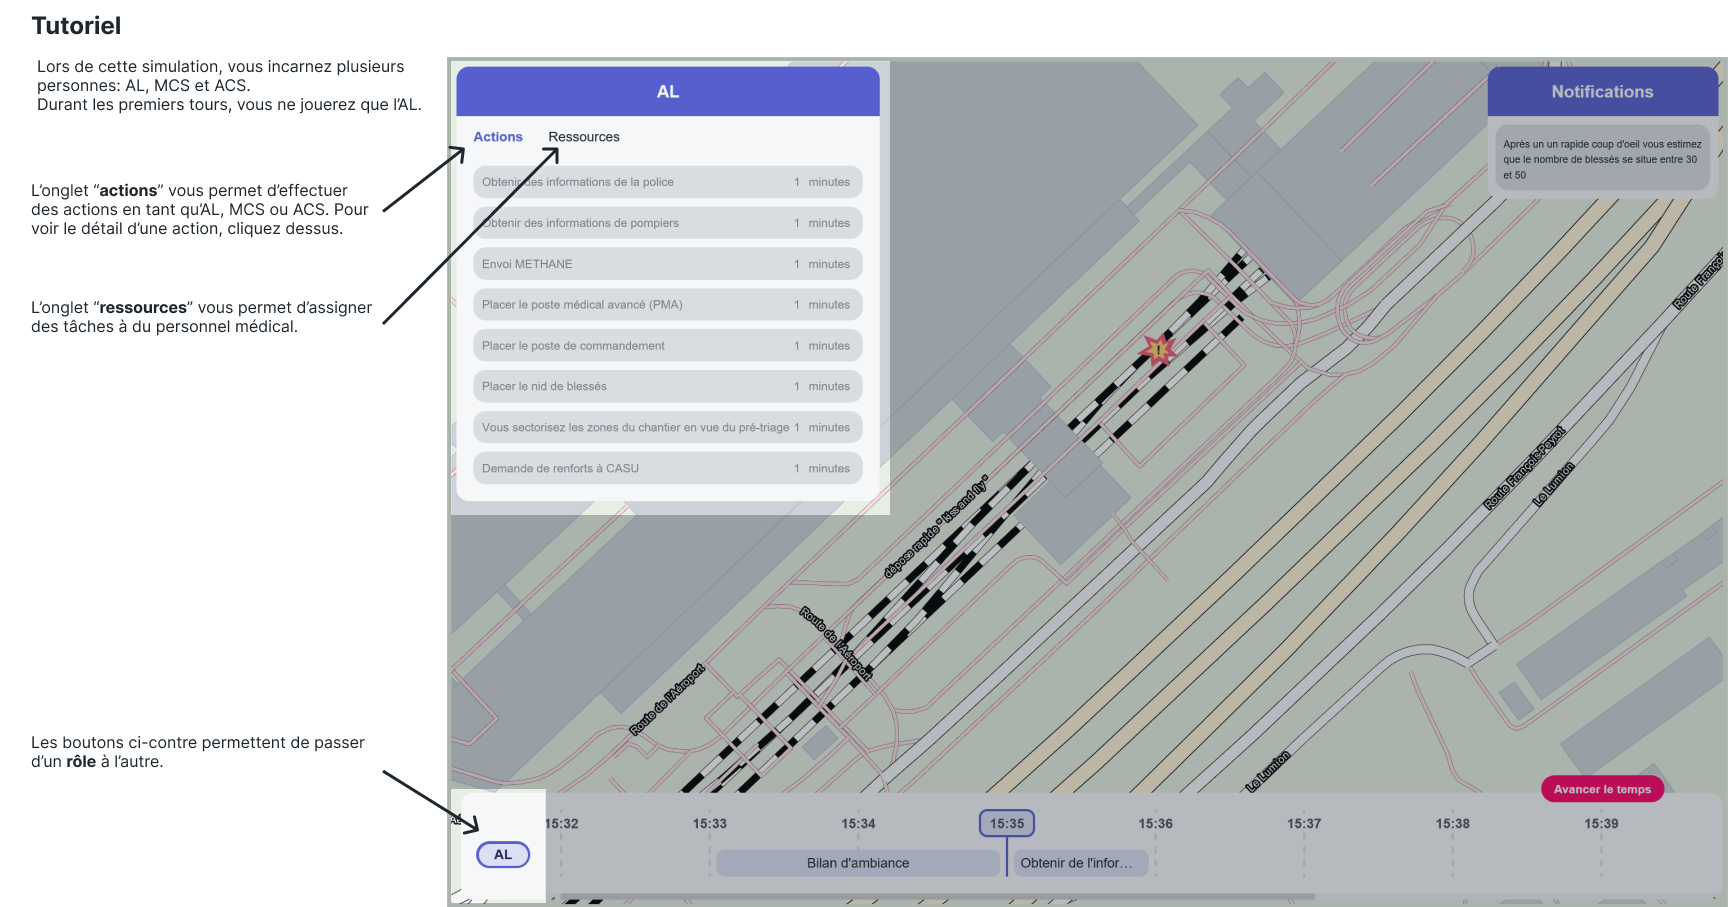 Tutoriel
Lors de cette simulation, vous incarnez plusieurs
personnes: AL, MCS et ACS.
Durant les premiers tours, vous ne jouerez que l'AL.
L'onglet “actions” vous permet d'effectuer
des actions en tant qu'AL, MCS ou ACS. Pour
voir le détail d'une action, cliquez dessus.
L'onglet “ressources” vous permet d'assigner
des tâches à du personnel médical.
Les boutons ci-contre permettent de passer
d'un rôle à l'autre.
AL
Actions Ressources
Obtenir des informations de la police 1 minutes
Obtenir des informations de pompiers 1 minutes
Envoi METHANE 1 minutes
Placer le poste médical avancé (PMA) 1 minutes
Placer le poste de commandement 1 minutes
Placer le nid de blessés 1 minutes
Vous sectorisez les zones du chantier en vue du pré-triage 1 minutes
Demande de renforts à CASU 1 minutes
Notifications
Après un un rapide coup d'oeil vous estimez
que le nombre de blessés se situe entre 30
et 50
Route François
dépose rapide " kiss and fly "
Route François-Peyrot
Le Lumion
Route de l'Aéroport
Route de l'Aéroport
Le Lumion
Avancer le temps
15:32 15:33 15:34 15:35 15:36 15:37 15:38 15:39
AL
Bilan d'ambiance
Obtenir de l'infor…